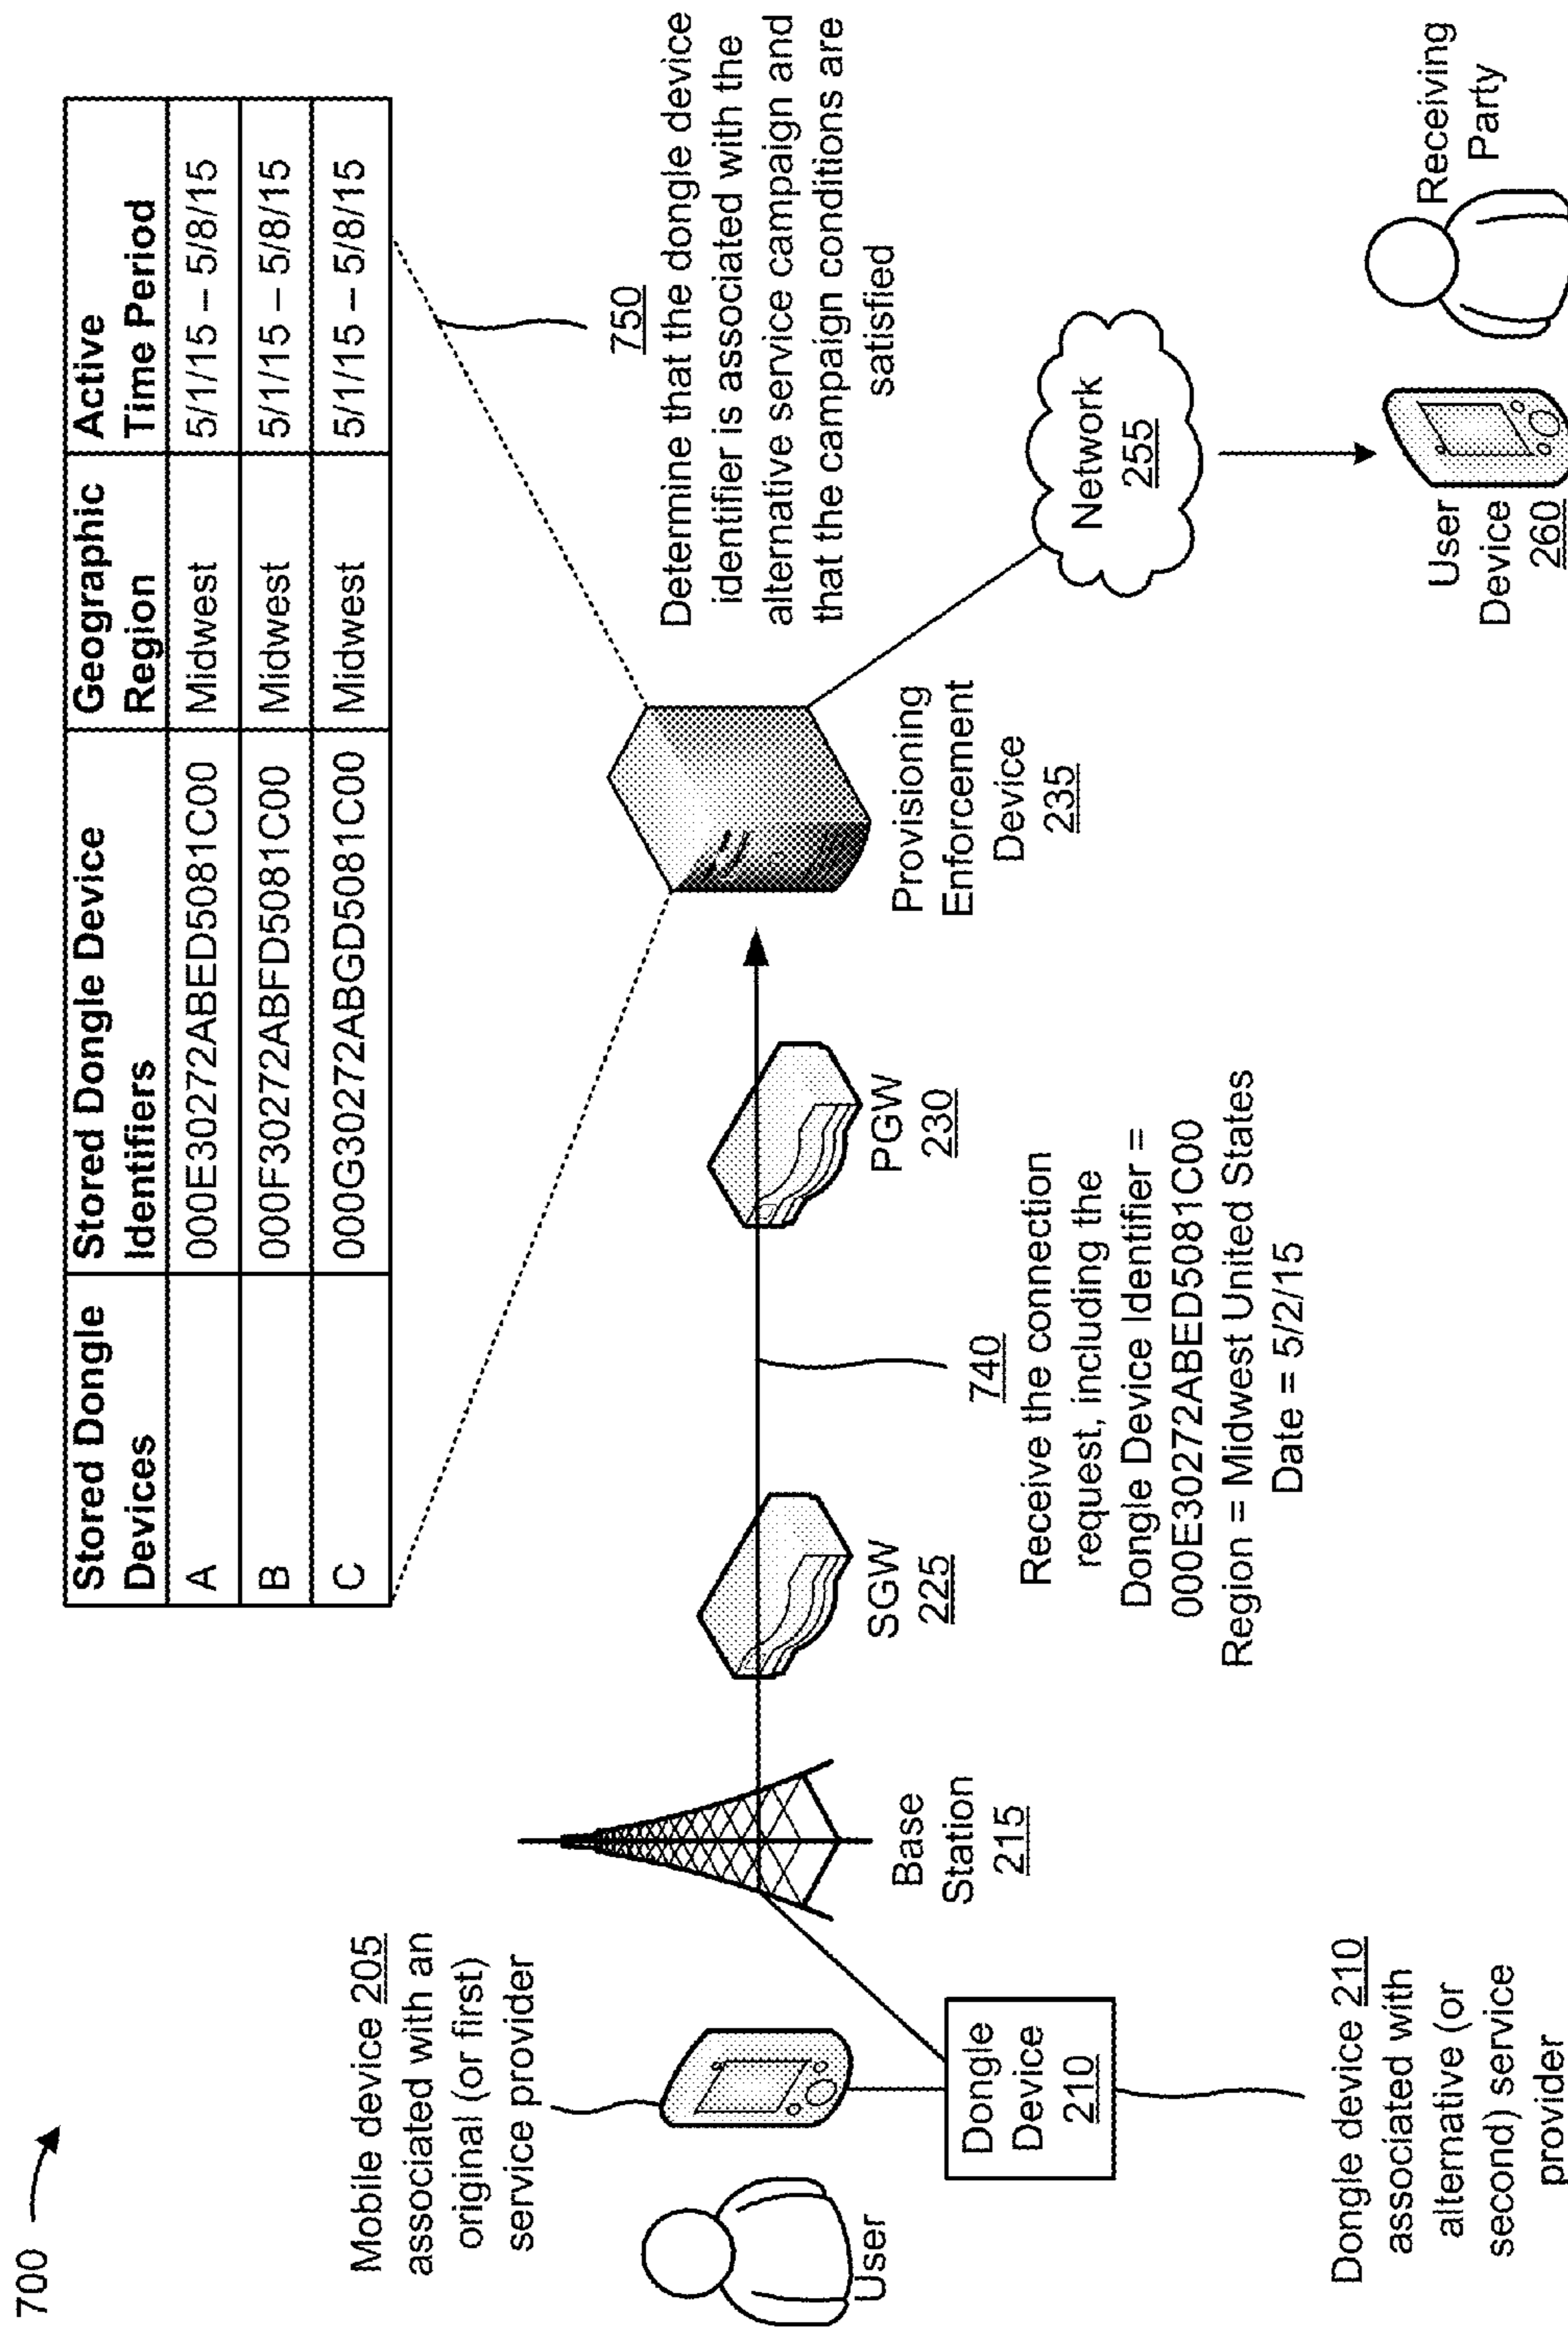 700
Stored Dongle Devices | Stored Dongle Device Identifiers | Geographic Region | Active Time Period
A | 000E30272ABED5081C00 | Midwest | 5/1/15 – 5/8/15
B | 000F30272ABFD5081C00 | Midwest | 5/1/15 – 5/8/15
C | 000G30272ABGD5081C00 | Midwest | 5/1/15 – 5/8/15
Mobile device 205
associated with an
original (or first)
service provider
User
Dongle
Device
210
Dongle device 210
associated with
alternative (or
second) service
provider
Base
Station
215
SGW
225
740
Receive the connection
request, including the
Dongle Device Identifier =
000E30272ABED5081C00
Region = Midwest United States
Date = 5/2/15
PGW
230
Provisioning
Enforcement
Device
235
750
Determine that the dongle device
identifier is associated with the
alternative service campaign and
that the campaign conditions are
satisfied
Network
255
User
Device
260
Receiving
Party